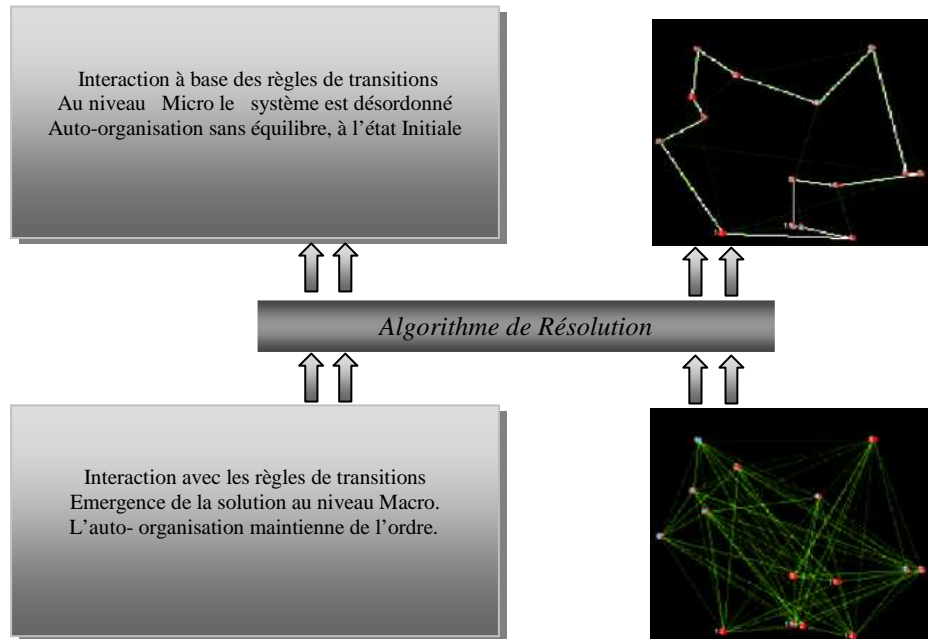 Interaction à base des règles de transitions
Au niveau Micro le système est désordonné
Auto-organisation sans équilibre, à l'état Initiale
Algorithme de Résolution
Interaction avec les règles de transitions
Emergence de la solution au niveau Macro.
L'auto- organisation maintienne de l'ordre.